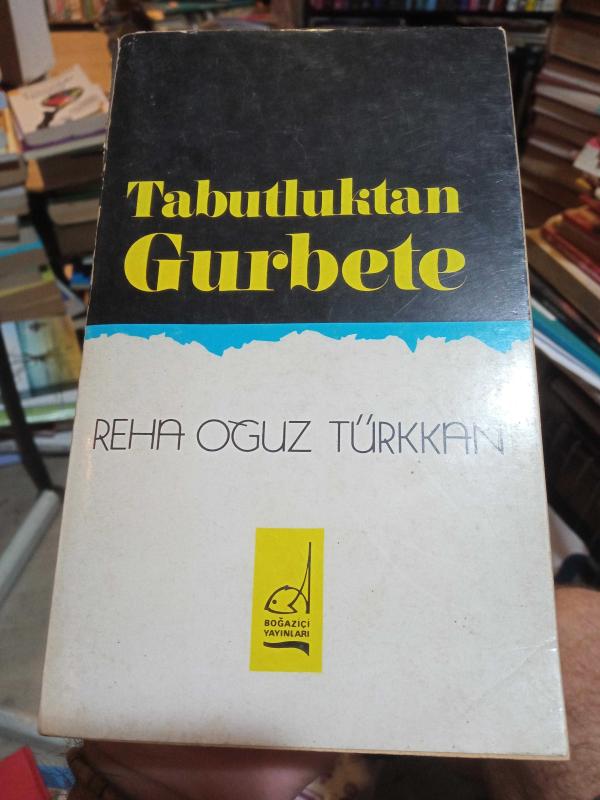 Tabutluktan
Gurbete
REHA OĞUZ TÜRKKAN
BOĞAZİÇİ
YAYINLARI